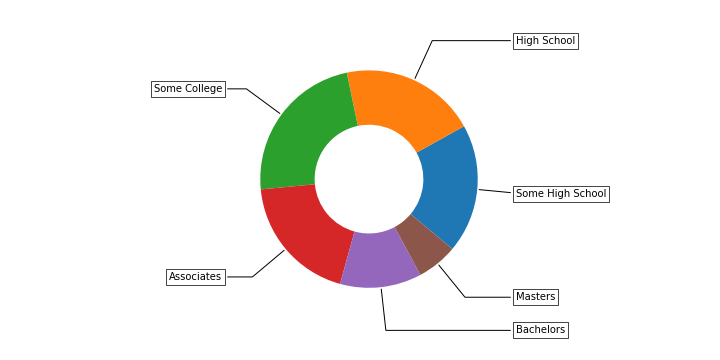 High School
Some College
Some High School
Associates
Masters
Bachelors